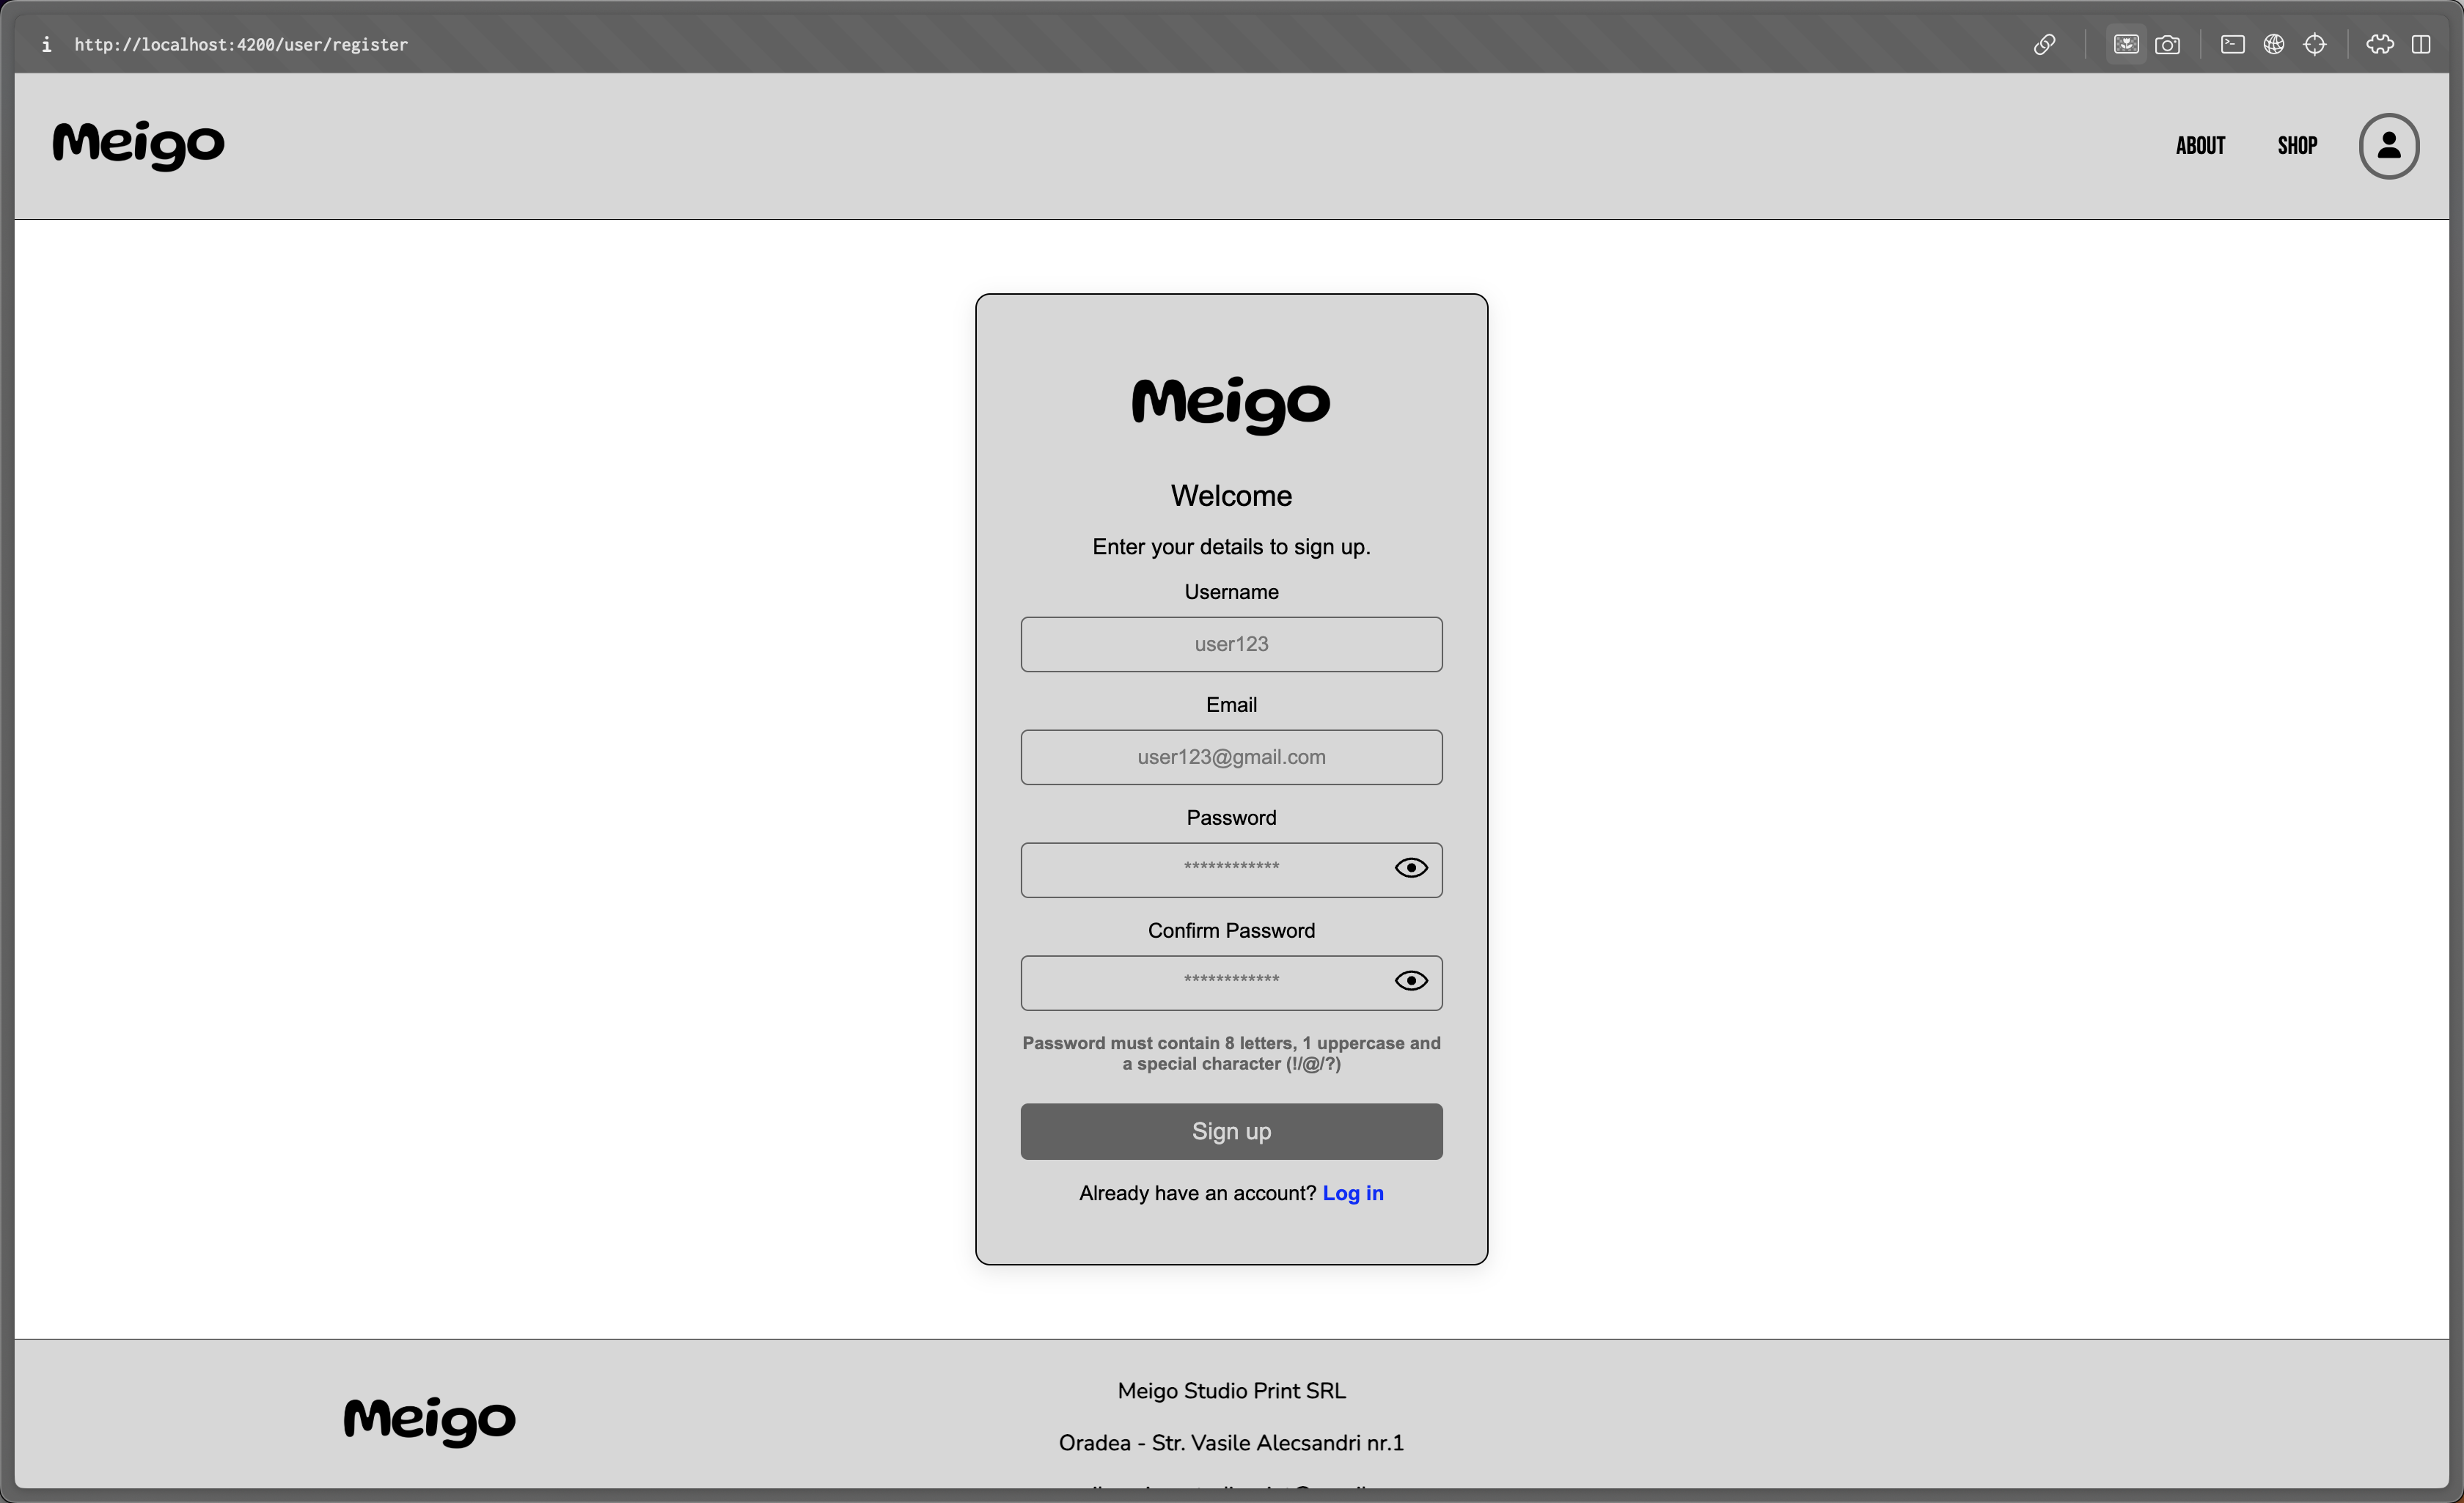 http://localhost:4200/user/register
Meigo
ABOUT
SHOP
Meigo
Welcome
Enter your details to sign up.
Username
user123
Email
user123@gmail.com
Password
************
Confirm Password
************
Password must contain 8 letters, 1 uppercase and
a special character (!/@/?)
Sign up
Already have an account? Log in
Meigo
Meigo Studio Print SRL
Oradea - Str. Vasile Alecsandri nr.1